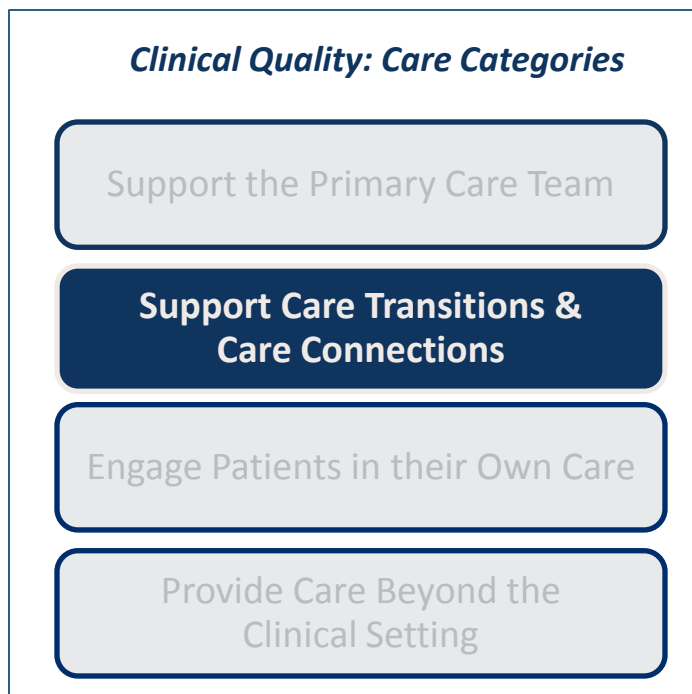 Clinical Quality: Care Categories
Support the Primary Care Team
Support Care Transitions &
Care Connections
Engage Patients in their Own Care
Provide Care Beyond the
Clinical Setting